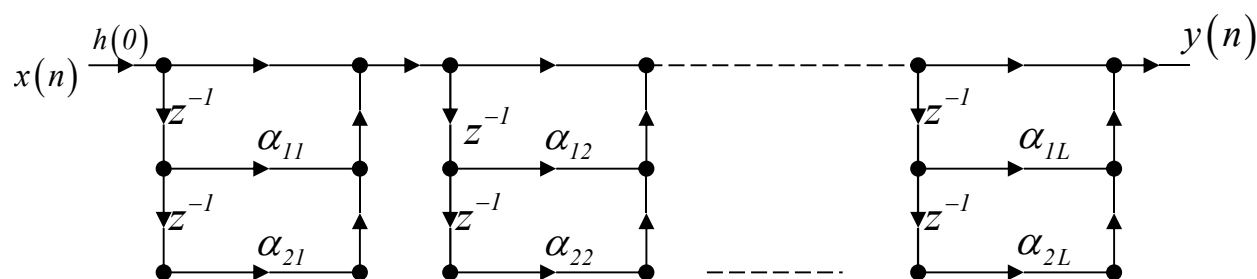 h(0)
x(n)
y(n)
z⁻¹
z⁻¹
z⁻¹
α₁₁
α₁₂
α₁L
z⁻¹
z⁻¹
z⁻¹
α₂₁
α₂₂
α₂L